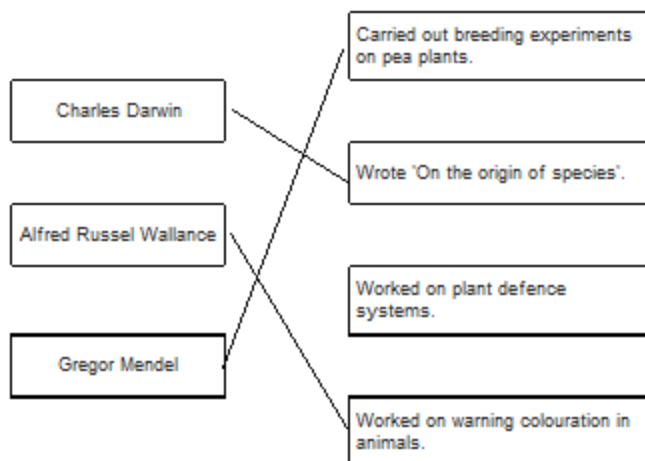 Carried out breeding experiments
on pea plants.
Charles Darwin
Wrote 'On the origin of species'.
Alfred Russel Wallance
Worked on plant defence
systems.
Gregor Mendel
Worked on warning colouration in
animals.